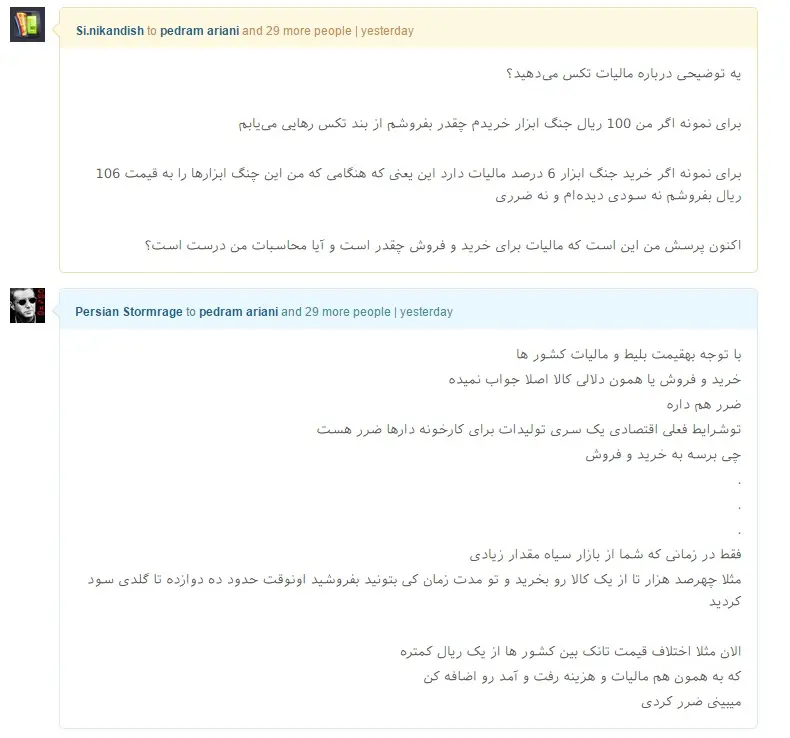 Si.nikandish to pedram ariani and 29 more people | yesterday
یه توضیحی درباره مالیات تکس می‌دهید؟
برای نمونه اگر من 100 ریال جنگ ابزار خریدم چقدر بفروشم از بند تکس رهایی می‌یابم
برای نمونه اگر خرید جنگ ابزار 6 درصد مالیات دارد این یعنی که هنگامی که من این چنگ ابزارها را به قیمت 106
ریال بفروشم نه سودی دیده‌ام و نه ضرری
اکنون پرسش من این است که مالیات برای خرید و فروش چقدر است و آیا محاسبات من درست است؟
Persian Stormrage to pedram ariani and 29 more people | yesterday
با توجه بهقیمت بلیط و مالیات کشور ها
خرید و فروش یا همون دلالی کالا اصلا جواب نمیده
ضرر هم داره
توشرایط فعلی اقتصادی یک سری تولیدات برای کارخونه دارها ضرر هست
چی برسه به خرید و فروش
.
.
.
فقط در زمانی که شما از بازار سیاه مقدار زیادی
مثلا چهرصد هزار تا از یک کالا رو بخرید و تو مدت زمان کی بتونید بفروشید اونوقت حدود ده دوازده تا گلدی سود
کردید
الان مثلا اختلاف قیمت تانک بین کشور ها از یک ریال کمتره
که به همون هم مالیات و هزینه رفت و آمد رو اضافه کن
میبینی ضرر کردی